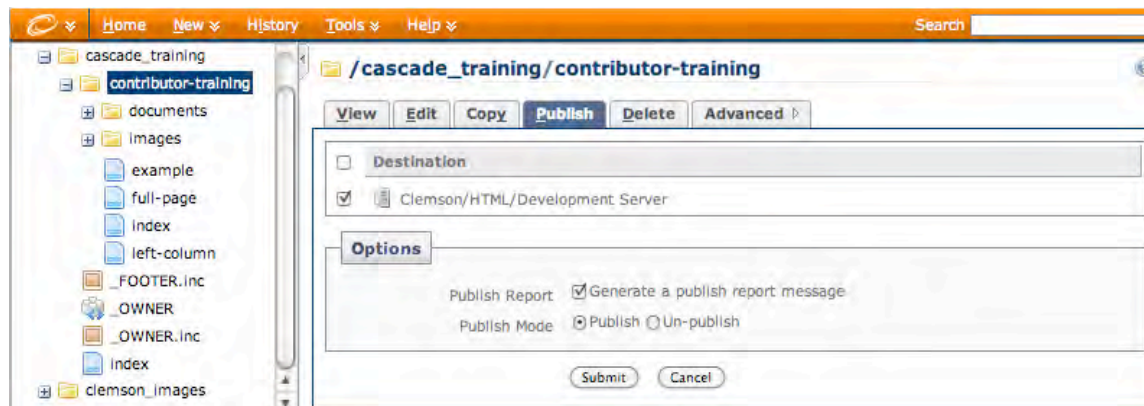 Home New History Tools Help Search
cascade_training
contributor-training
documents
images
example
full-page
index
left-column
_FOOTER.inc
_OWNER
_OWNER.inc
index
clemson_images
/cascade_training/contributor-training
View Edit Copy Publish Delete Advanced
Destination
Clemson/HTML/Development Server
Options
Publish Report Generate a publish report message
Publish Mode Publish Un-publish
Submit Cancel